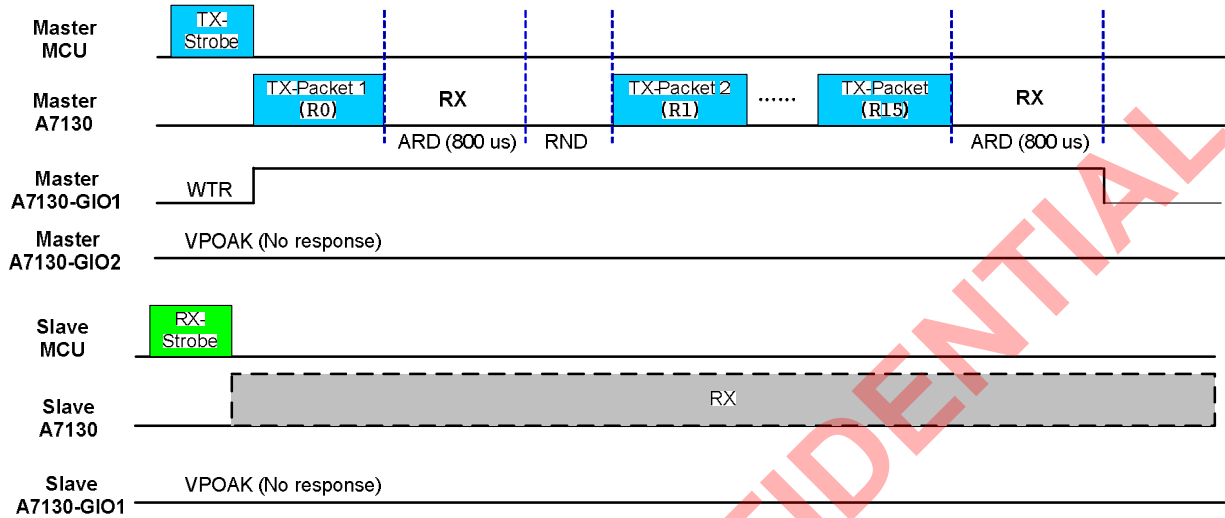 Master
MCU
TX-
Strobe
Master
A7130
TX-Packet 1
(R0)
RX
TX-Packet 2
(R1)
......
TX-Packet
(R15)
RX
ARD (800 us)
RND
ARD (800 us)
Master
A7130-GIO1
WTR
Master
A7130-GIO2
VPOAK (No response)
Slave
MCU
RX-
Strobe
Slave
A7130
RX
Slave
A7130-GIO1
VPOAK (No response)
FIDENTIAL